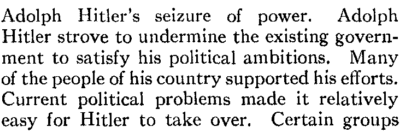 Adolph Hitler's seizure of power. Adolph
Hitler strove to undermine the existing govern-
ment to satisfy his political ambitions. Many
of the people of his country supported his efforts.
Current political problems made it relatively
easy for Hitler to take over. Certain groups